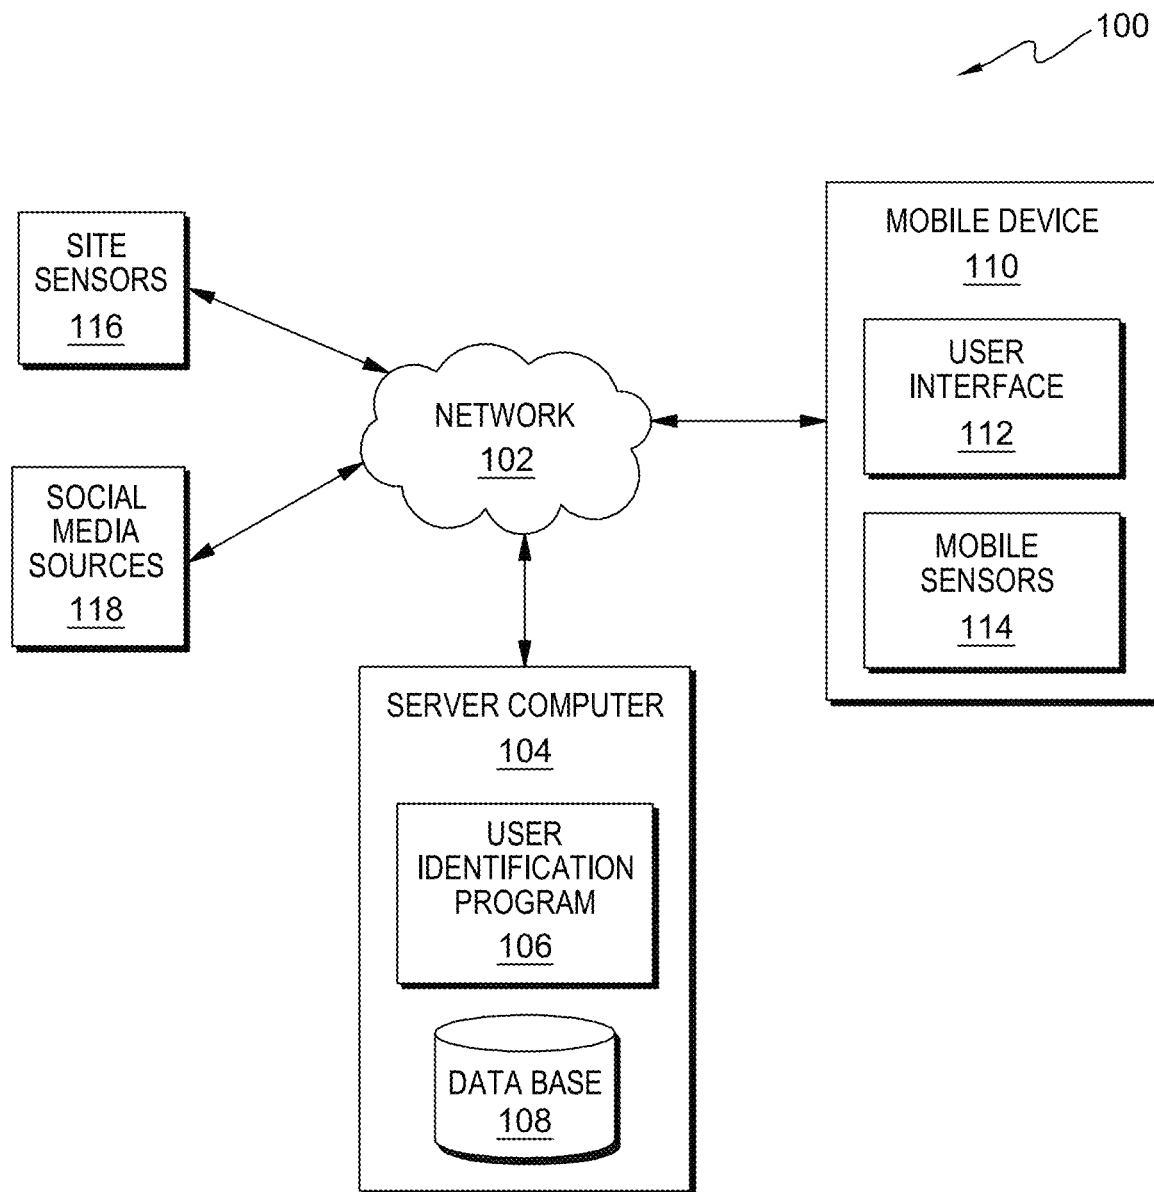 100
SITE
SENSORS
116
SOCIAL
MEDIA
SOURCES
118
NETWORK
102
MOBILE DEVICE
110
USER
INTERFACE
112
MOBILE
SENSORS
114
SERVER COMPUTER
104
USER
IDENTIFICATION
PROGRAM
106
DATA BASE
108